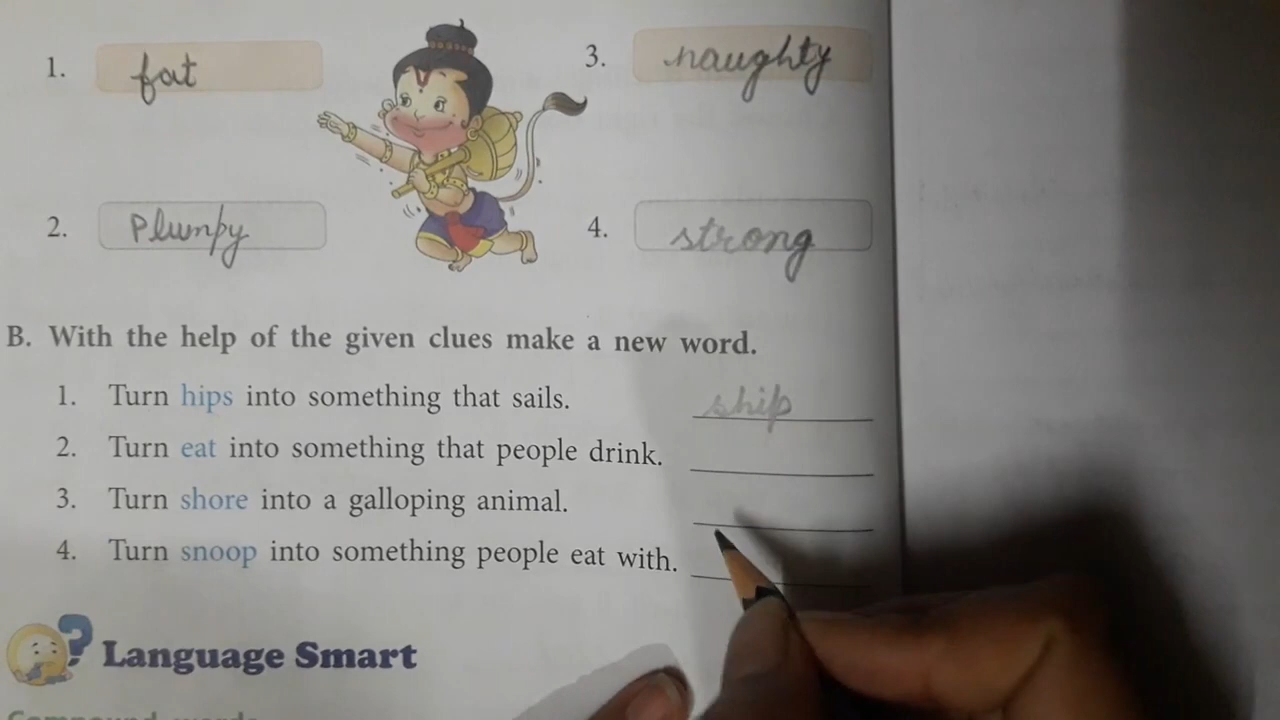 1. fat
3. naughty
2. Plumpy
4. strong
B. With the help of the given clues make a new word.
1. Turn hips into something that sails. ship
2. Turn eat into something that people drink.
3. Turn shore into a galloping animal.
4. Turn snoop into something people eat with.
?
Language Smart
Compound words